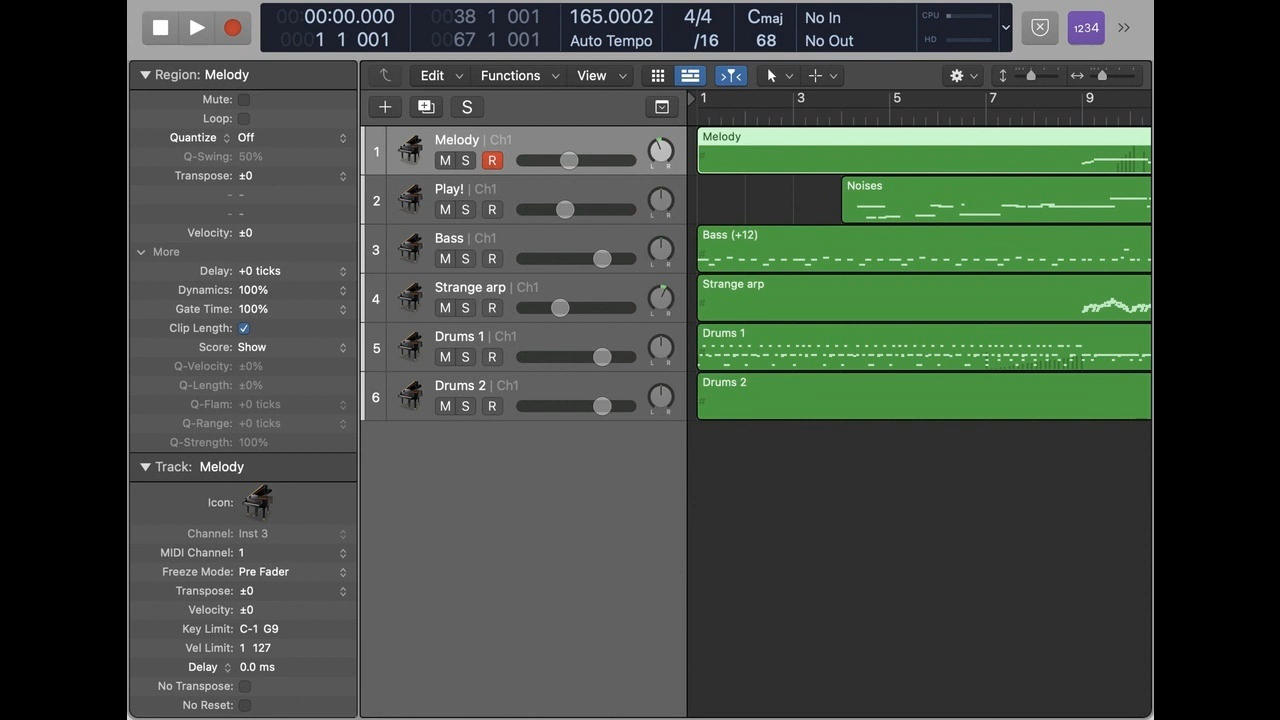 00:00:00.000
0038 1 001
165.0002
4/4
Cmaj
No In
CPU
1234
0001 1 001
0067 1 001
Auto Tempo
/16
68
No Out
HD
Region: Melody
Edit
Functions
View
Mute:
Loop:
Quantize Off
Q-Swing: 50%
Transpose: ±0
- -
- -
Velocity: ±0
More
Delay: +0 ticks
Dynamics: 100%
Gate Time: 100%
Clip Length:
Score: Show
Q-Velocity: ±0%
Q-Length: ±0%
Q-Flam: +0 ticks
Q-Range: +0 ticks
Q-Strength: 100%
Track: Melody
Icon:
Channel: Inst 3
MIDI Channel: 1
Freeze Mode: Pre Fader
Transpose: ±0
Velocity: ±0
Key Limit: C-1 G9
Vel Limit: 1 127
Delay 0.0 ms
No Transpose:
No Reset:
+
S
1 3 5 7 9
1
Melody | Ch1
M S R
L R
Melody
2
Play! | Ch1
M S R
L R
Noises
3
Bass | Ch1
M S R
L R
Bass (+12)
4
Strange arp | Ch1
M S R
L R
Strange arp
5
Drums 1 | Ch1
M S R
L R
Drums 1
6
Drums 2 | Ch1
M S R
L R
Drums 2